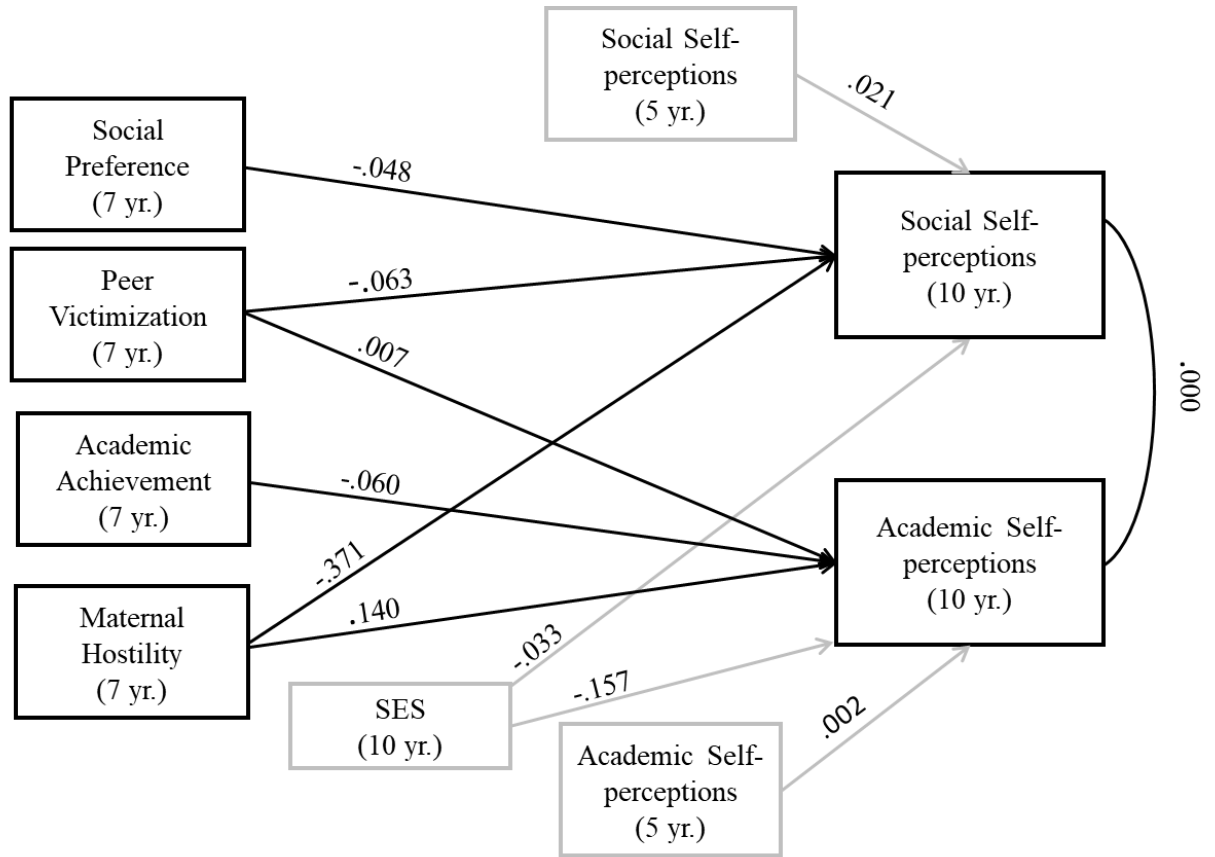 Social Self-
perceptions
(5 yr.)
.021
Social
Preference
(7 yr.)
-.048
Social Self-
perceptions
(10 yr.)
Peer
Victimization
(7 yr.)
-.063
.007
.000
Academic
Achievement
(7 yr.)
-.060
Academic Self-
perceptions
(10 yr.)
Maternal
Hostility
(7 yr.)
-.371
.140
-.033
-.157
SES
(10 yr.)
.002
Academic Self-
perceptions
(5 yr.)